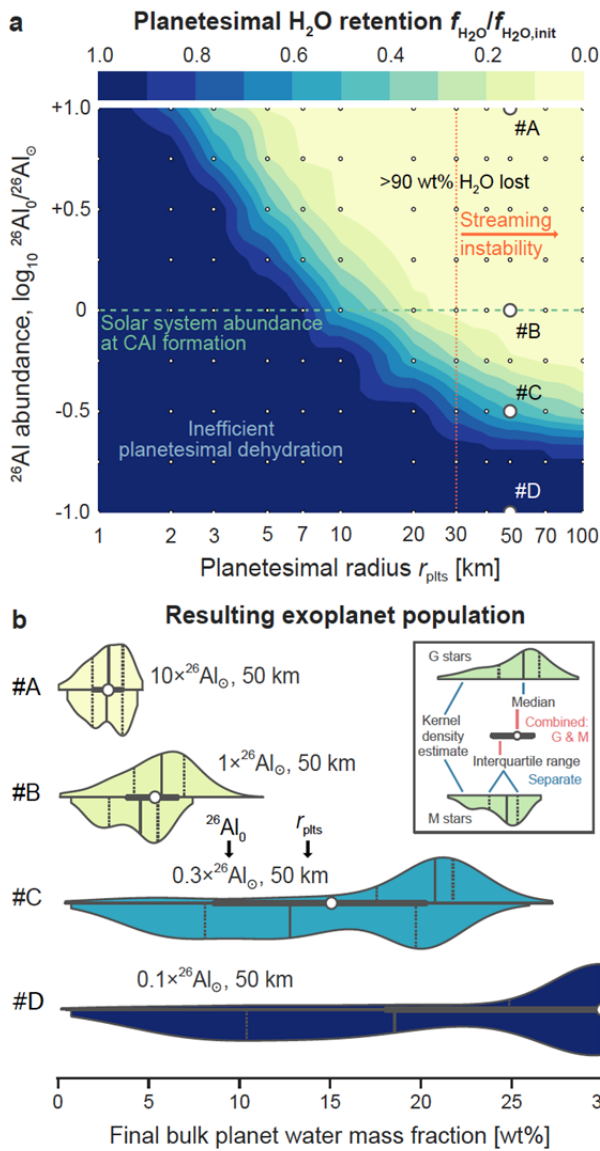 a
Planetesimal H₂O retention f_H₂O/f_H₂O,init
1.0 0.8 0.6 0.4 0.2 0.0
+1.0
+0.5
0
-0.5
-1.0
²⁶Al abundance, log₁₀ ²⁶Al₀/²⁶Al☉
#A
>90 wt% H₂O lost
Streaming
instability
Solar system abundance
at CAI formation
#B
#C
Inefficient
planetesimal dehydration
#D
1 2 3 5 7 10 20 30 50 70 100
Planetesimal radius r_plts [km]
b
Resulting exoplanet population
#A
10×²⁶Al☉, 50 km
#B
1×²⁶Al☉, 50 km
²⁶Al₀ r_plts
0.3×²⁶Al☉, 50 km
#C
0.1×²⁶Al☉, 50 km
#D
G stars
Median
Kernel
density
estimate
Combined:
G & M
Interquartile range
Separate
M stars
0 5 10 15 20 25 30
Final bulk planet water mass fraction [wt%]